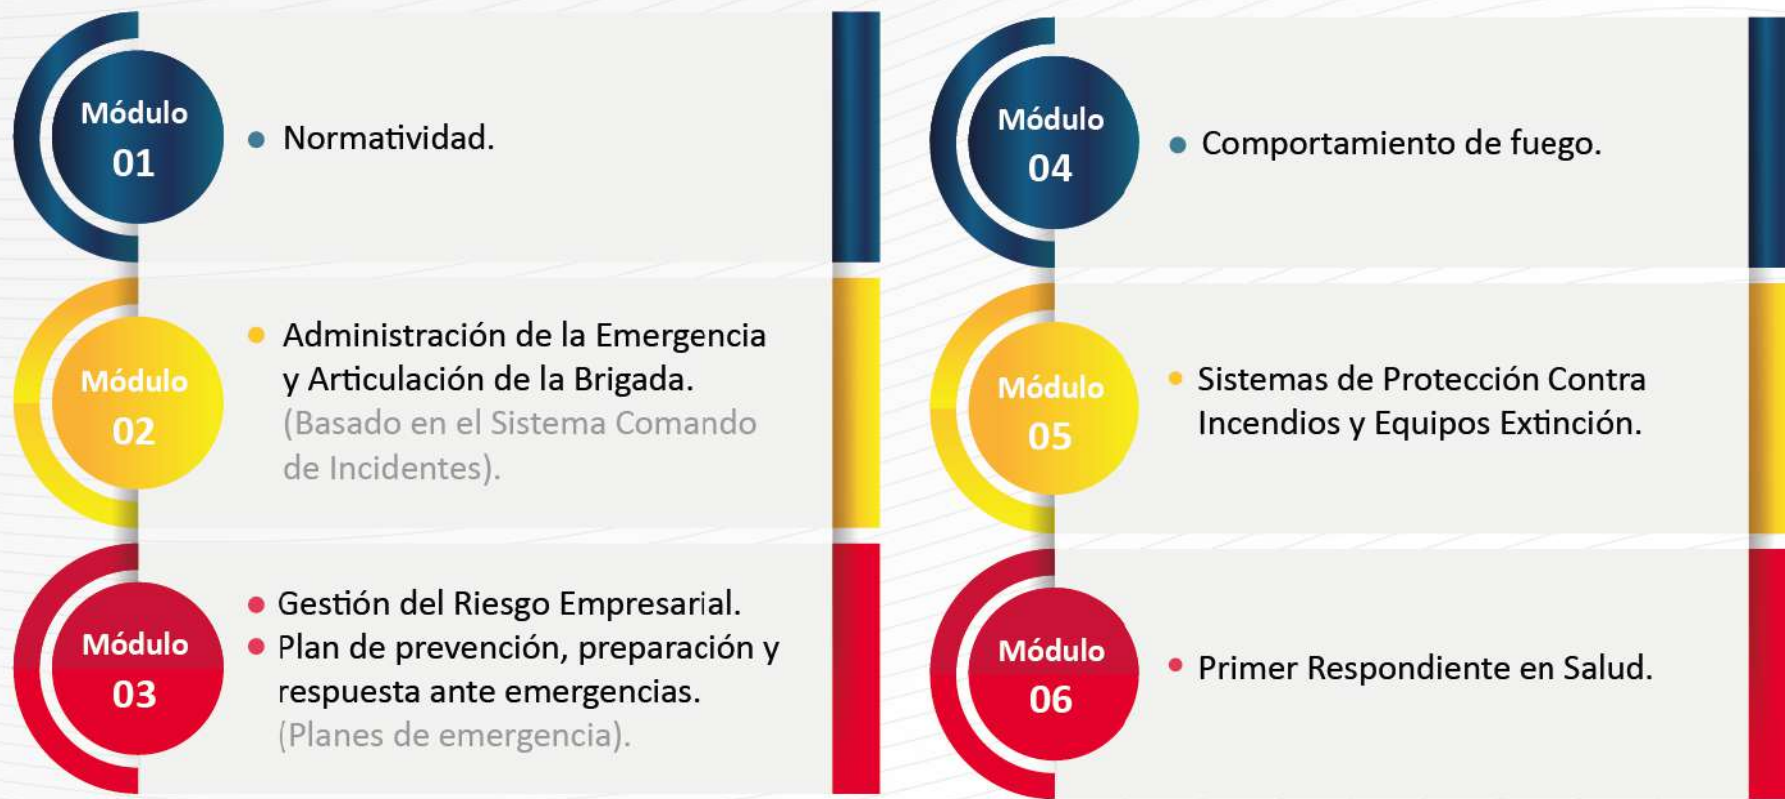 Módulo
01
Normatividad.
Módulo
02
Administración de la Emergencia
y Articulación de la Brigada.
(Basado en el Sistema Comando
de Incidentes).
Módulo
03
Gestión del Riesgo Empresarial.
Plan de prevención, preparación y
respuesta ante emergencias.
(Planes de emergencia).
Módulo
04
Comportamiento de fuego.
Módulo
05
Sistemas de Protección Contra
Incendios y Equipos Extinción.
Módulo
06
Primer Respondiente en Salud.